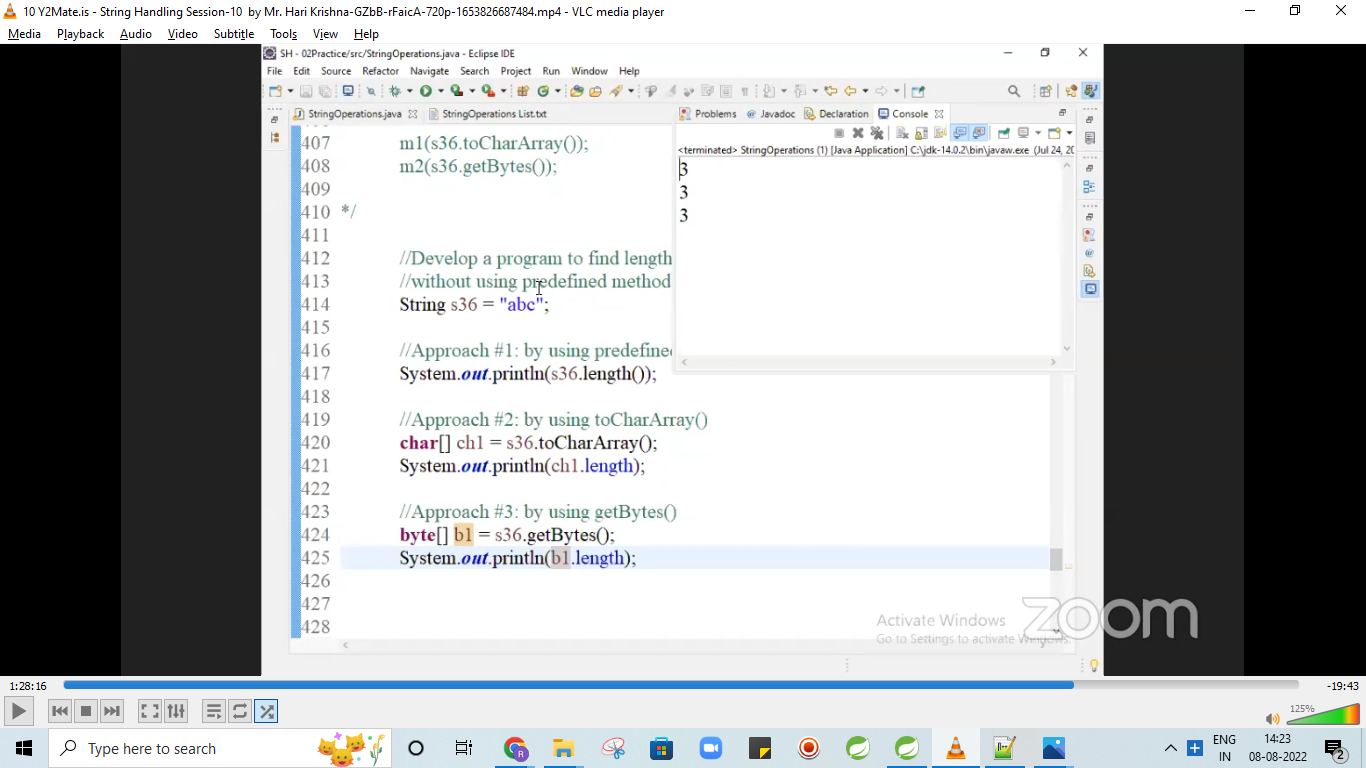 10 Y2Mate.is - String Handling Session-10 by Mr. Hari Krishna-GZbB-rFaicA-720p-1653826687484.mp4 - VLC media player
Media Playback Audio Video Subtitle Tools View Help
SH - 02Practice/src/StringOperations.java - Eclipse IDE
File Edit Source Refactor Navigate Search Project Run Window Help
StringOperations.java StringOperations List.txt
Problems Javadoc Declaration Console
<terminated> StringOperations (1) [Java Application] C:\jdk-14.0.2\bin\javaw.exe (Jul 24, 20
3
3
3
407 m1(s36.toCharArray());
408 m2(s36.getBytes());
409
410 */
411
412 //Develop a program to find length
413 //without using predefined method
414 String s36 = "abc";
415
416 //Approach #1: by using predefined
417 System.out.println(s36.length());
418
419 //Approach #2: by using toCharArray()
420 char[] ch1 = s36.toCharArray();
421 System.out.println(ch1.length);
422
423 //Approach #3: by using getBytes()
424 byte[] b1 = s36.getBytes();
425 System.out.println(b1.length);
426
427
428
Activate Windows
Go to Settings to activate Windows.
zoom
1:28:16
-19:43
125%
Type here to search
ENG
IN
14:23
08-08-2022
2